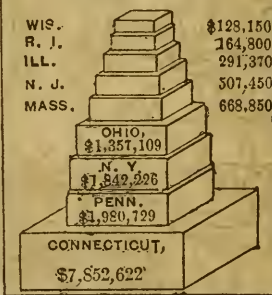 WIS. $128,150
R. I. 164,800
ILL. 291,370
N. J. 507,450
MASS. 668,850
OHIO,
$1,357,109
N. Y.
$1,842,226
PENN.
$1,980,729
CONNECTICUT,
$7,852,622